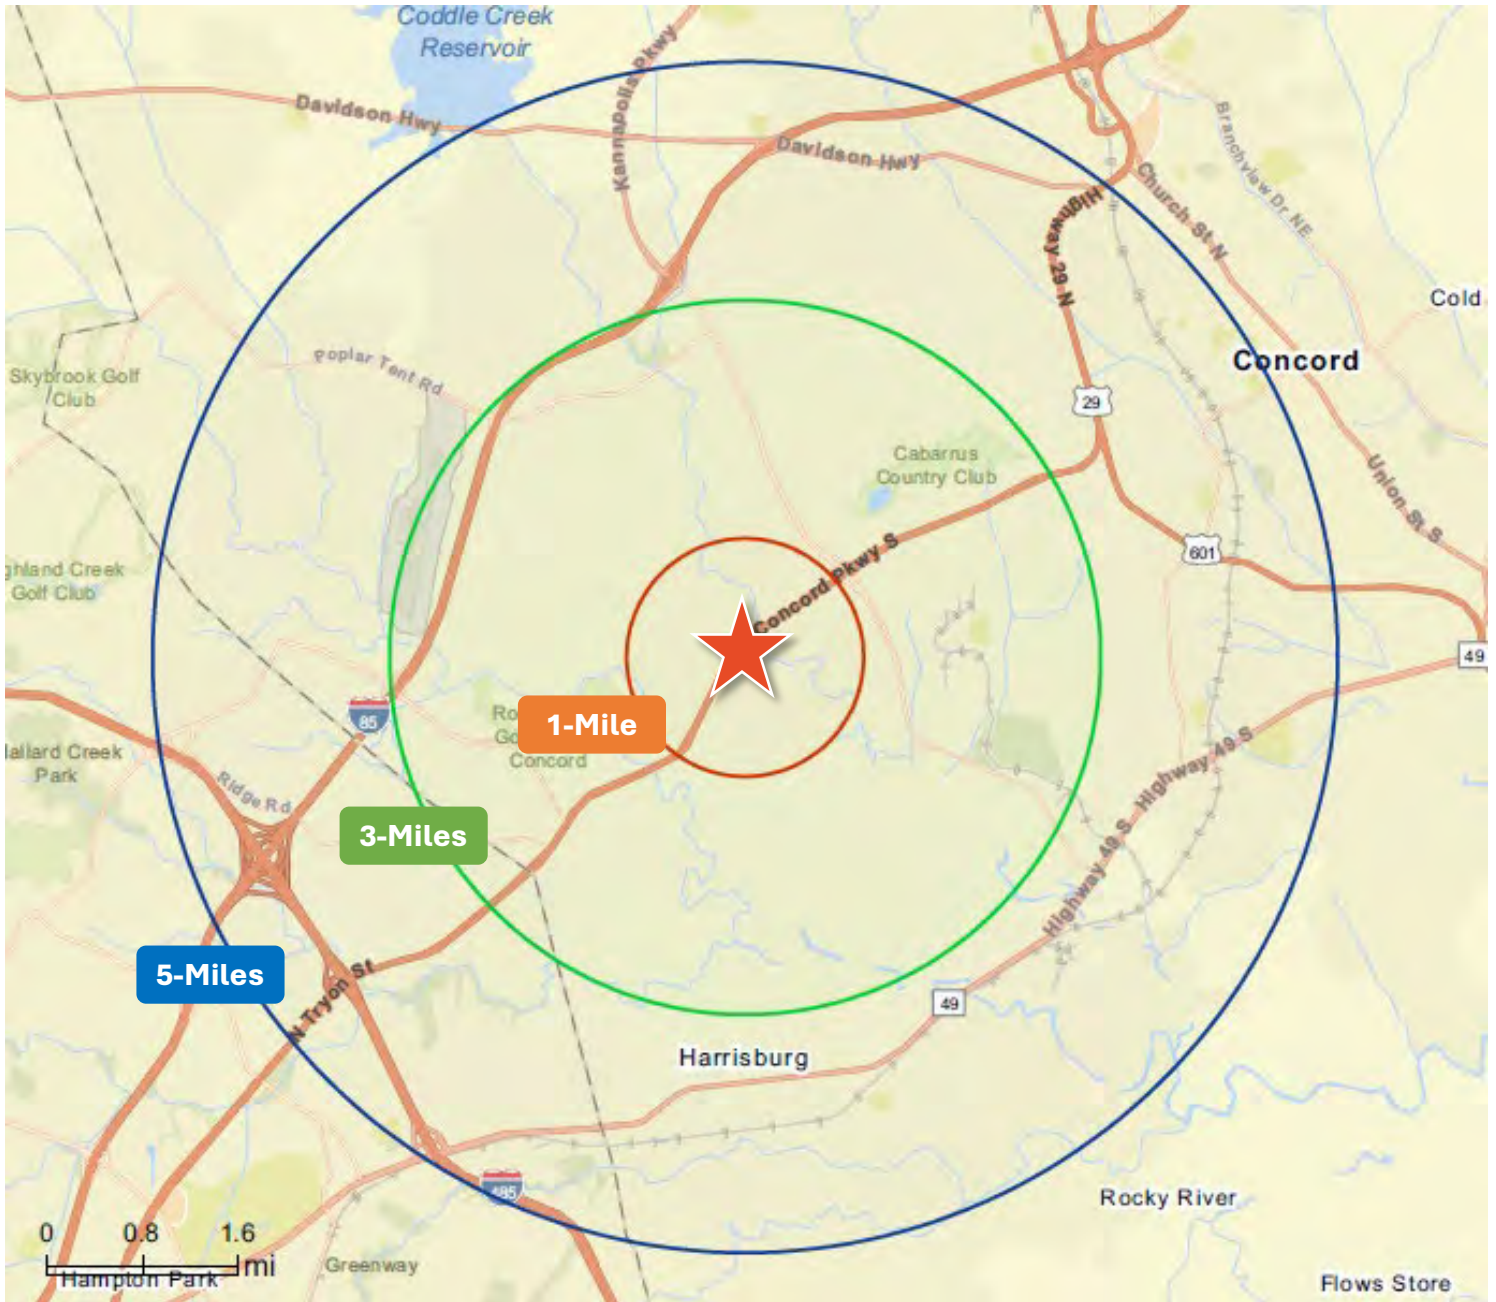 Coddle Creek
Reservoir
Kannapolis Pkwy
Davidson Hwy
Davidson Hwy
Branchview Dr NE
Church St N
Highway 29 N
Cold
Poplar Tent Rd
Concord
Skybrook Golf
Club
29
Cabarrus
Country Club
Union St S
601
ghland Creek
Golf Club
Concord Pkwy S
49
85
Ro
Go
Concord
1-Mile
allard Creek
Park
Ridge Rd
Highway 49 S
3-Miles
Highway 49 S
5-Miles
N Tryon St
49
Harrisburg
485
Rocky River
0 0.8 1.6
mi
Greenway
Hampton Park
Flows Store